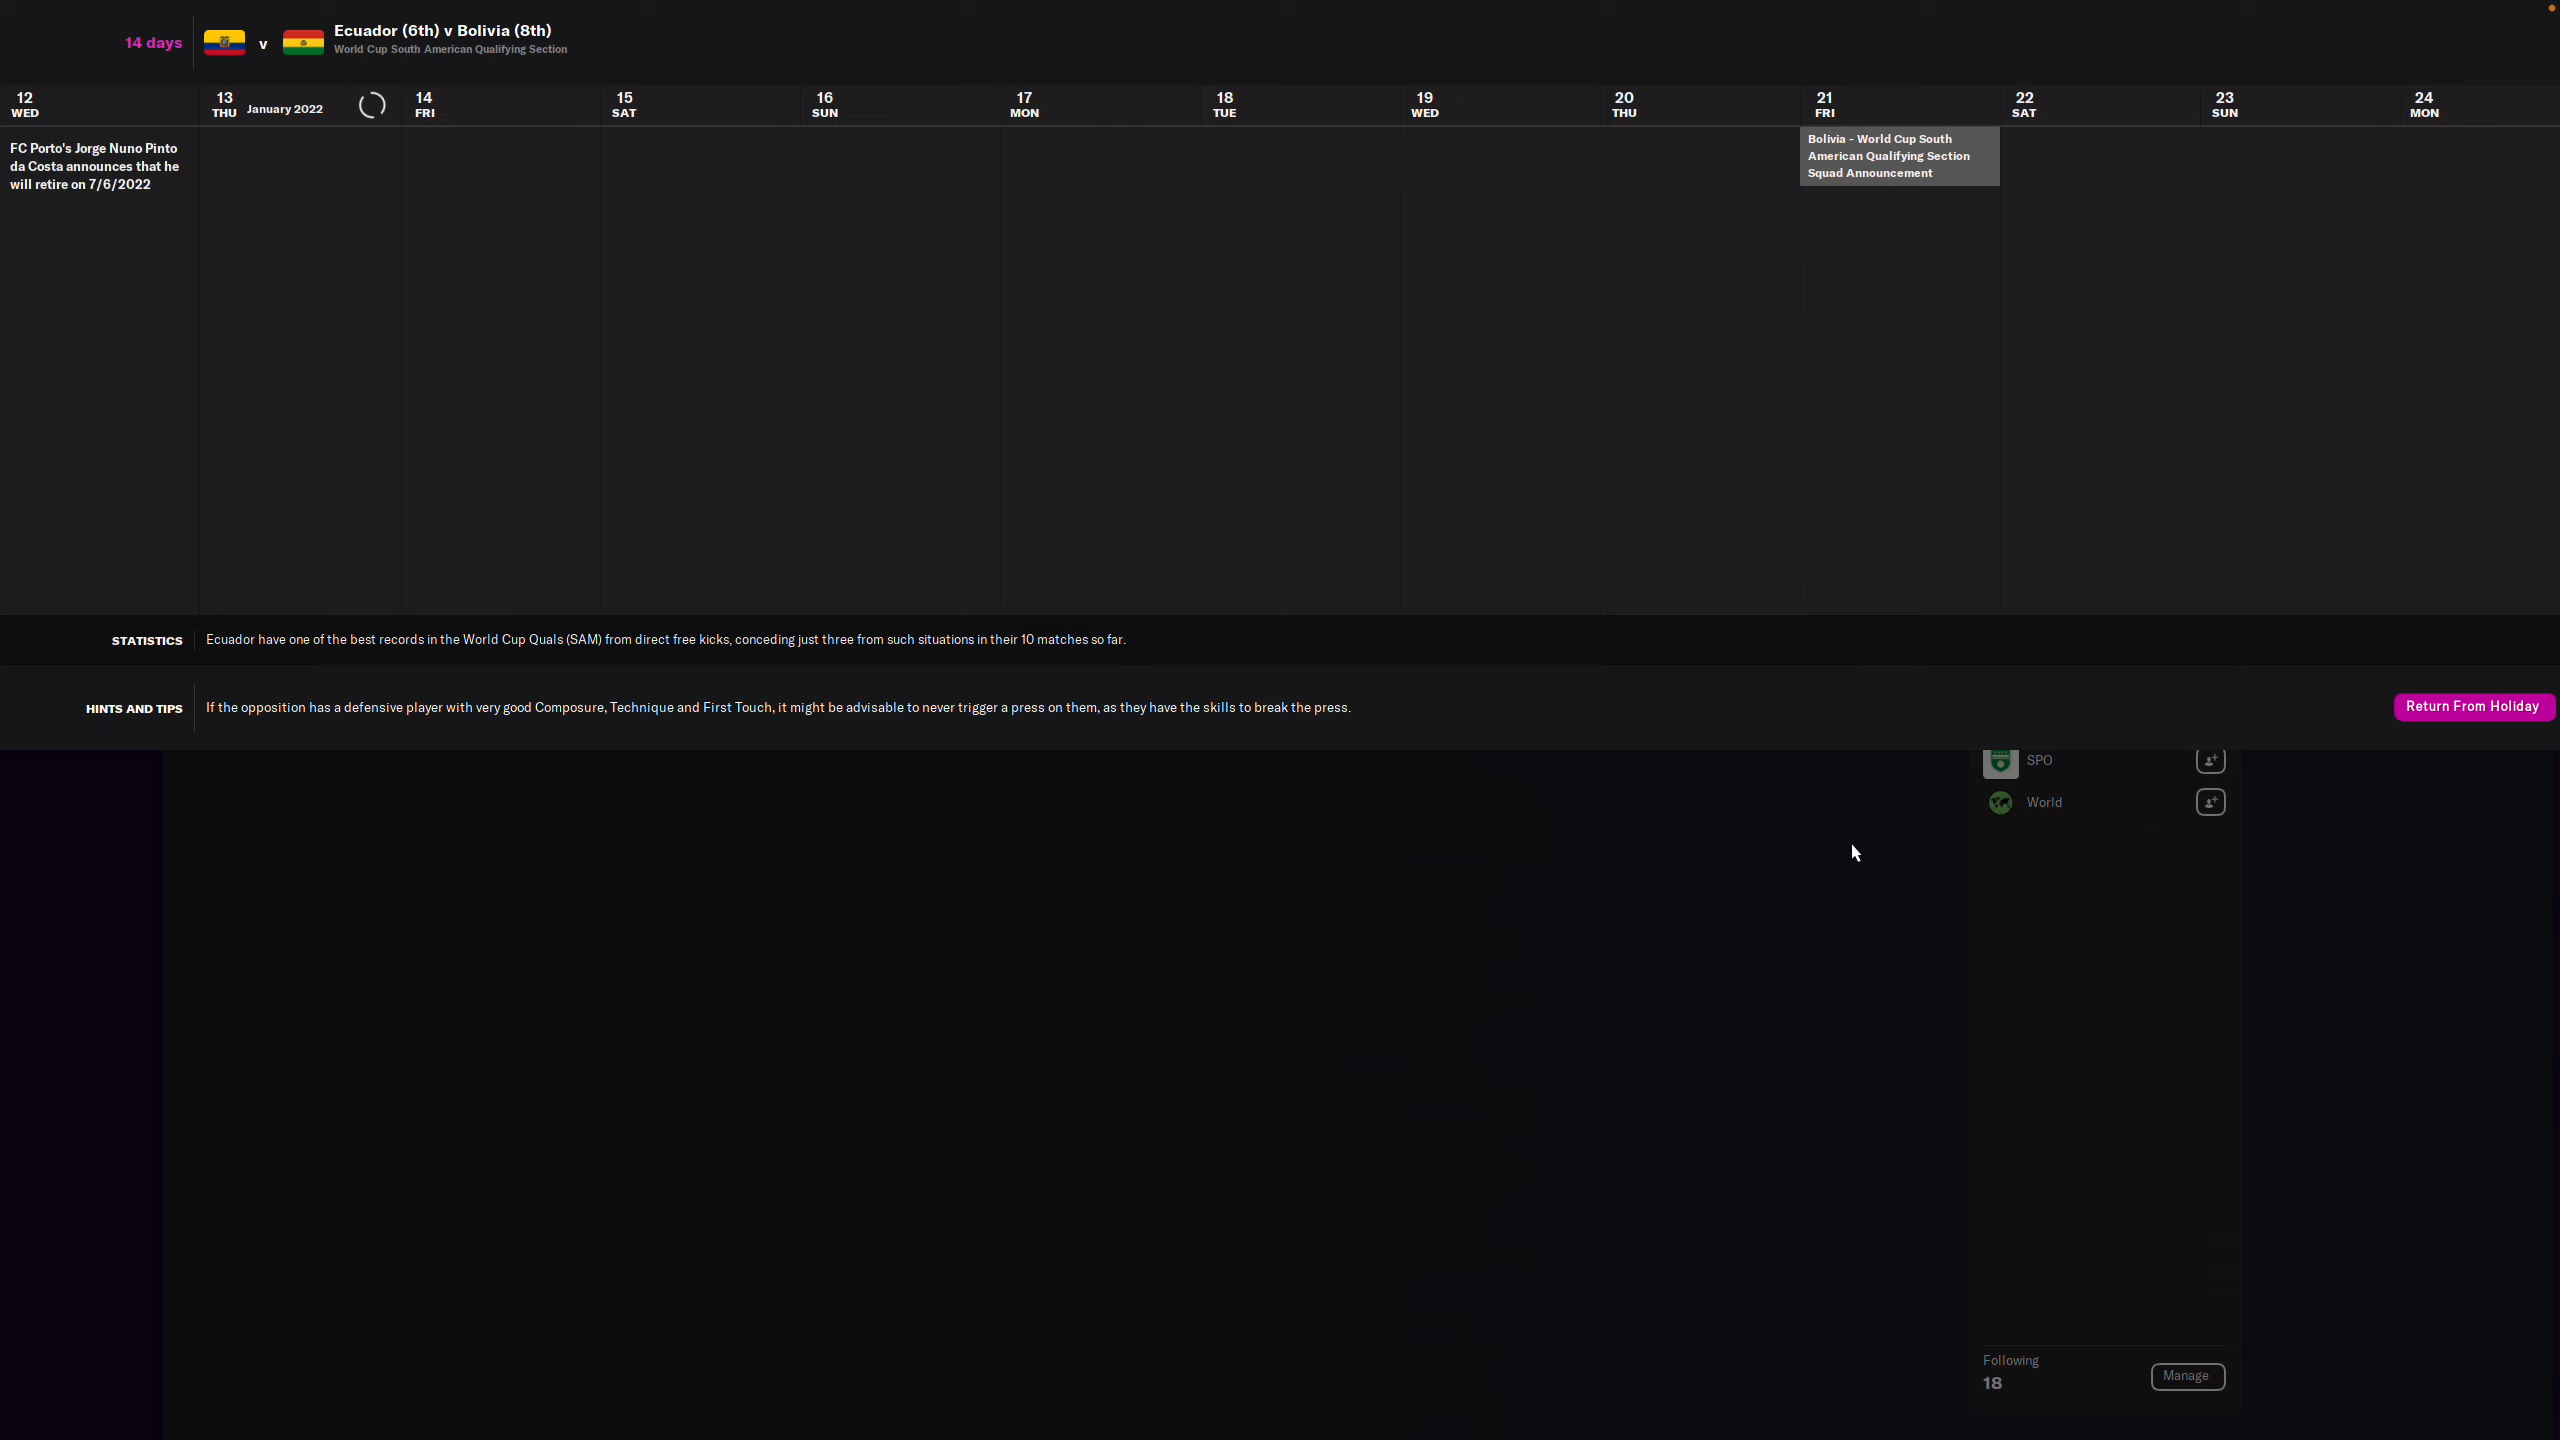 14 days
v
Ecuador (6th) v Bolivia (8th)
World Cup South American Qualifying Section
12
WED
13
THU January 2022
14
FRI
15
SAT
16
SUN
17
MON
18
TUE
19
WED
20
THU
21
FRI
22
SAT
23
SUN
24
MON
FC Porto's Jorge Nuno Pinto
da Costa announces that he
will retire on 7/6/2022
Bolivia - World Cup South
American Qualifying Section
Squad Announcement
STATISTICS
Ecuador have one of the best records in the World Cup Quals (SAM) from direct free kicks, conceding just three from such situations in their 10 matches so far.
HINTS AND TIPS
If the opposition has a defensive player with very good Composure, Technique and First Touch, it might be advisable to never trigger a press on them, as they have the skills to break the press.
Return From Holiday
SPO
World
Following
18
Manage